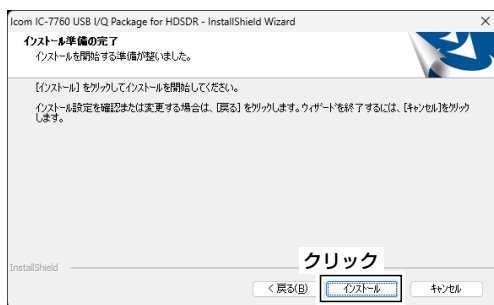 Icom IC-7760 USB I/Q Package for HDSDR - InstallShield Wizard
インストール準備の完了
インストールを開始する準備が整いました。
[インストール] をクリックしてインストールを開始してください。
インストール設定を確認または変更する場合は、[戻る] をクリックします。ウィザードを終了するには、[キャンセル]をクリック
します。
クリック
InstallShield
< 戻る(B)
インストール
キャンセル